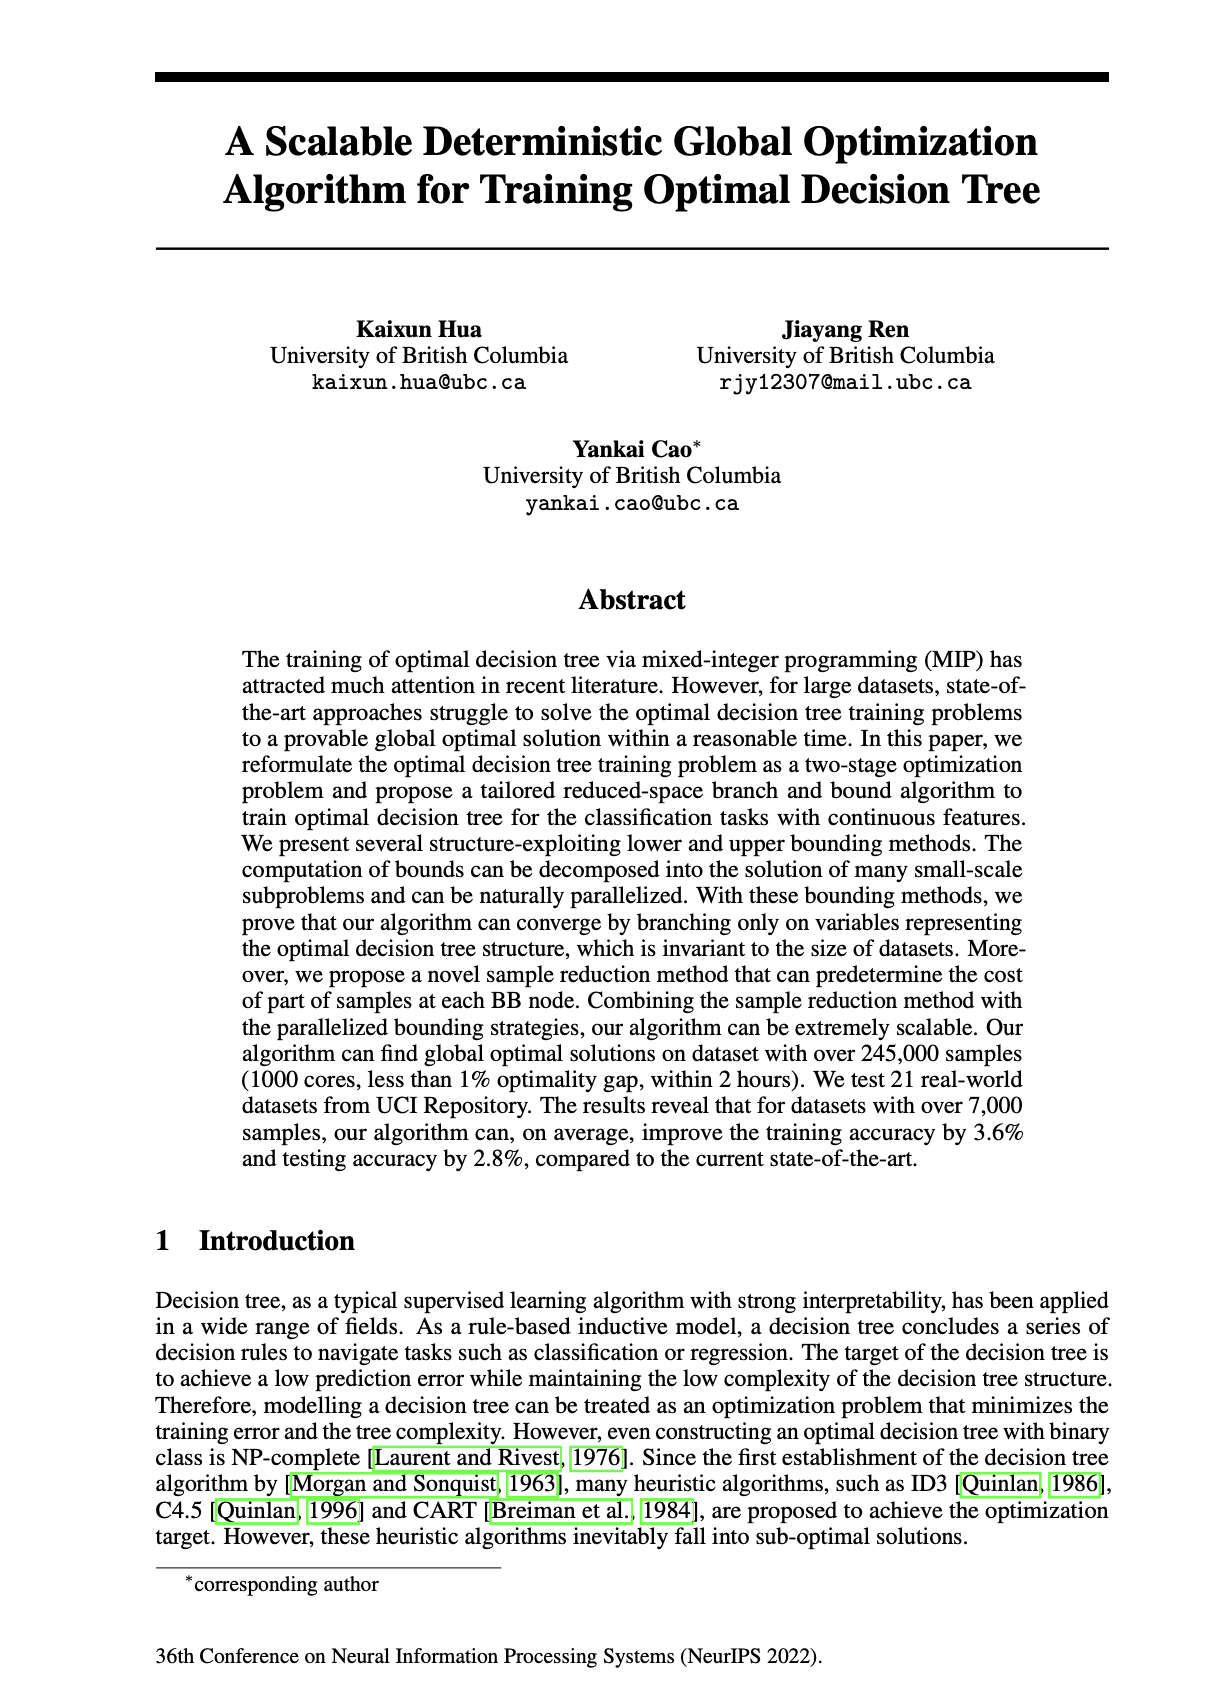 A Scalable Deterministic Global Optimization
Algorithm for Training Optimal Decision Tree
Kaixun Hua
University of British Columbia
kaixun.hua@ubc.ca
Jiayang Ren
University of British Columbia
rjy12307@mail.ubc.ca
Yankai Cao*
University of British Columbia
yankai.cao@ubc.ca
Abstract
The training of optimal decision tree via mixed-integer programming (MIP) has
attracted much attention in recent literature. However, for large datasets, state-of-
the-art approaches struggle to solve the optimal decision tree training problems
to a provable global optimal solution within a reasonable time. In this paper, we
reformulate the optimal decision tree training problem as a two-stage optimization
problem and propose a tailored reduced-space branch and bound algorithm to
train optimal decision tree for the classification tasks with continuous features.
We present several structure-exploiting lower and upper bounding methods. The
computation of bounds can be decomposed into the solution of many small-scale
subproblems and can be naturally parallelized. With these bounding methods, we
prove that our algorithm can converge by branching only on variables representing
the optimal decision tree structure, which is invariant to the size of datasets. More-
over, we propose a novel sample reduction method that can predetermine the cost
of part of samples at each BB node. Combining the sample reduction method with
the parallelized bounding strategies, our algorithm can be extremely scalable. Our
algorithm can find global optimal solutions on dataset with over 245,000 samples
(1000 cores, less than 1% optimality gap, within 2 hours). We test 21 real-world
datasets from UCI Repository. The results reveal that for datasets with over 7,000
samples, our algorithm can, on average, improve the training accuracy by 3.6%
and testing accuracy by 2.8%, compared to the current state-of-the-art.
1 Introduction
Decision tree, as a typical supervised learning algorithm with strong interpretability, has been applied
in a wide range of fields. As a rule-based inductive model, a decision tree concludes a series of
decision rules to navigate tasks such as classification or regression. The target of the decision tree is
to achieve a low prediction error while maintaining the low complexity of the decision tree structure.
Therefore, modelling a decision tree can be treated as an optimization problem that minimizes the
training error and the tree complexity. However, even constructing an optimal decision tree with binary
class is NP-complete [Laurent and Rivest, 1976]. Since the first establishment of the decision tree
algorithm by [Morgan and Sonquist, 1963], many heuristic algorithms, such as ID3 [Quinlan, 1986],
C4.5 [Quinlan, 1996] and CART [Breiman et al., 1984], are proposed to achieve the optimization
target. However, these heuristic algorithms inevitably fall into sub-optimal solutions.
*corresponding author
36th Conference on Neural Information Processing Systems (NeurIPS 2022).